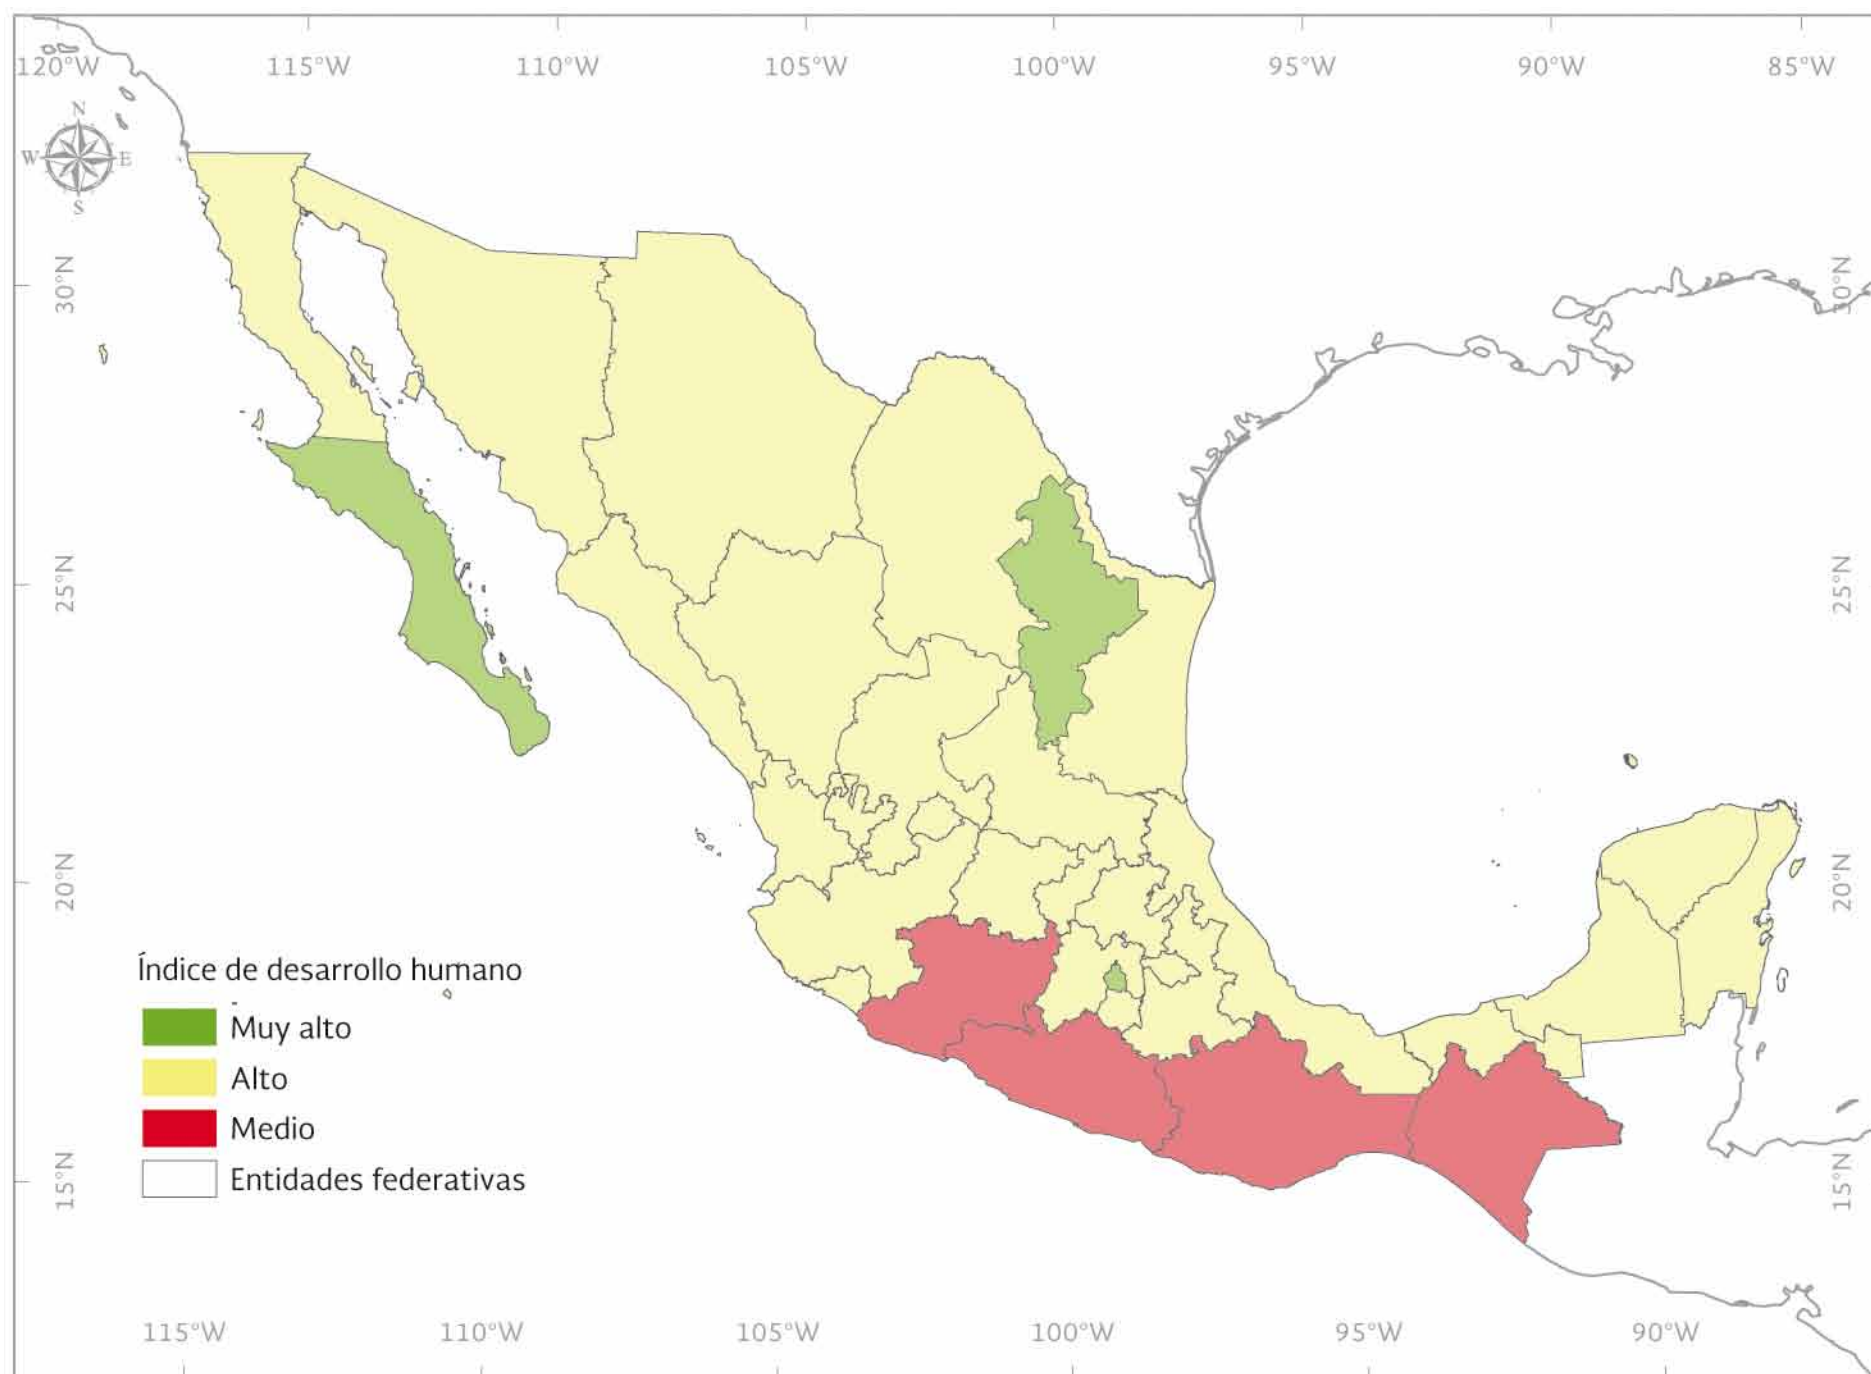 120°W 115°W 110°W 105°W 100°W 95°W 90°W 85°W
N
W E
S
30°N 30°N
25°N 25°N
20°N 20°N
15°N 15°N
Índice de desarrollo humano
Muy alto
Alto
Medio
Entidades federativas
115°W 110°W 105°W 100°W 95°W 90°W